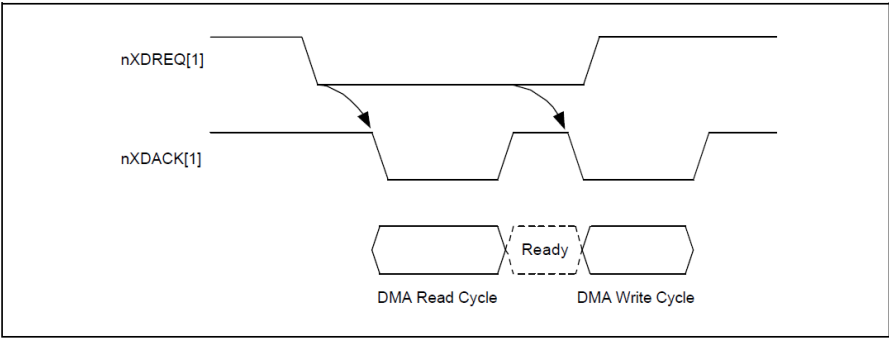 nXDREQ[1]
nXDACK[1]
Ready
DMA Read Cycle
DMA Write Cycle